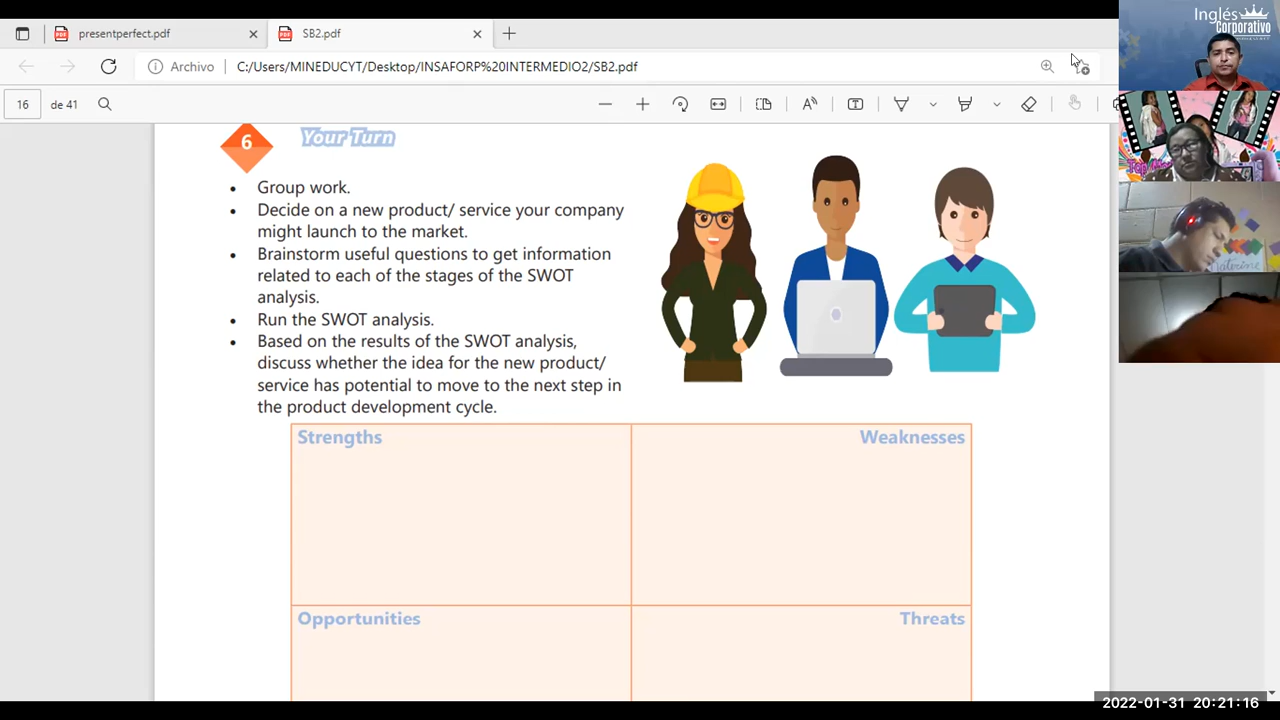 presentperfect.pdf
SB2.pdf
Archivo
C:/Users/MINEDUCYT/Desktop/INSAFORP%20INTERMEDIO2/SB2.pdf
16
de 41
6
Your Turn
• Group work.
• Decide on a new product/ service your company
might launch to the market.
• Brainstorm useful questions to get information
related to each of the stages of the SWOT
analysis.
• Run the SWOT analysis.
• Based on the results of the SWOT analysis,
discuss whether the idea for the new product/
service has potential to move to the next step in
the product development cycle.
Strengths
Weaknesses
Opportunities
Threats
Inglés
Corporativo
2022-01-31 20:21:16